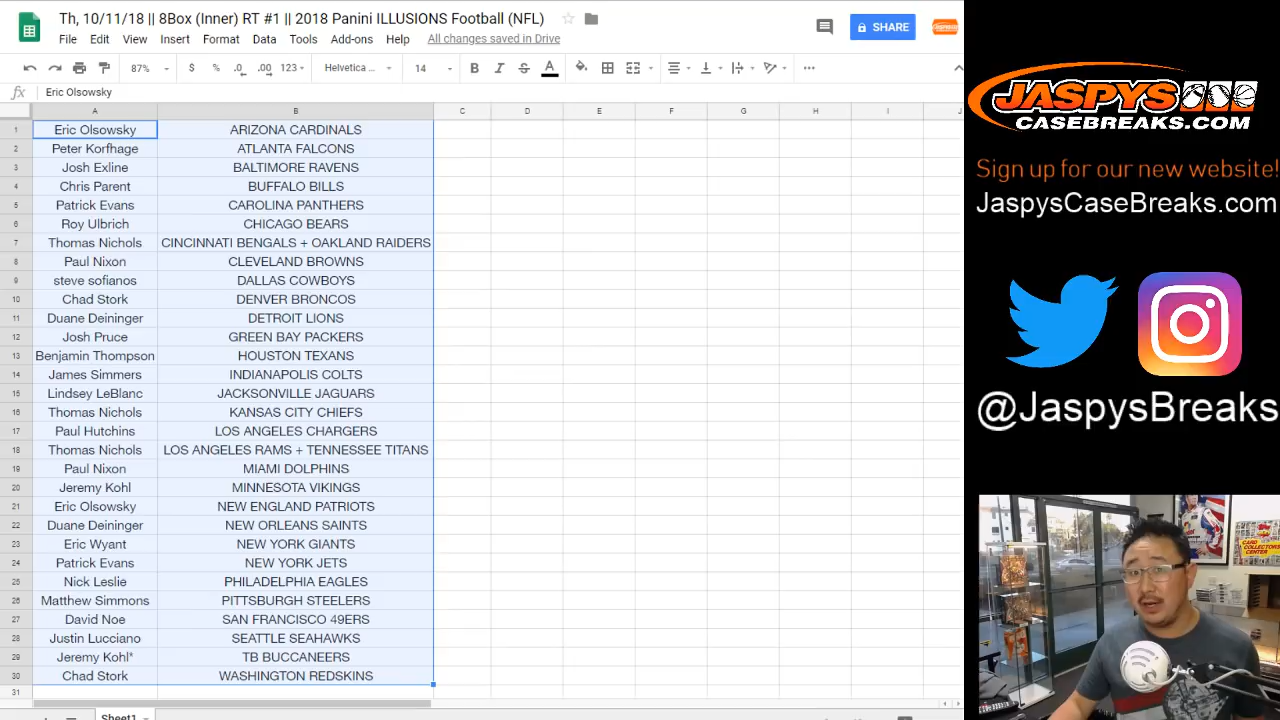 Th, 10/11/18 || 8Box (Inner) RT #1 || 2018 Panini ILLUSIONS Football (NFL)
File Edit View Insert Format Data Tools Add-ons Help All changes saved in Drive
SHARE
87% $ % .0 .00 123 Helvetica ... 14 B I S A
fx Eric Olsowsky
A B C D E F G H I J
1 Eric Olsowsky ARIZONA CARDINALS
2 Peter Korfhage ATLANTA FALCONS
3 Josh Exline BALTIMORE RAVENS
4 Chris Parent BUFFALO BILLS
5 Patrick Evans CAROLINA PANTHERS
6 Roy Ulbrich CHICAGO BEARS
7 Thomas Nichols CINCINNATI BENGALS + OAKLAND RAIDERS
8 Paul Nixon CLEVELAND BROWNS
9 steve sofianos DALLAS COWBOYS
10 Chad Stork DENVER BRONCOS
11 Duane Deininger DETROIT LIONS
12 Josh Pruce GREEN BAY PACKERS
13 Benjamin Thompson HOUSTON TEXANS
14 James Simmers INDIANAPOLIS COLTS
15 Lindsey LeBlanc JACKSONVILLE JAGUARS
16 Thomas Nichols KANSAS CITY CHIEFS
17 Paul Hutchins LOS ANGELES CHARGERS
18 Thomas Nichols LOS ANGELES RAMS + TENNESSEE TITANS
19 Paul Nixon MIAMI DOLPHINS
20 Jeremy Kohl MINNESOTA VIKINGS
21 Eric Olsowsky NEW ENGLAND PATRIOTS
22 Duane Deininger NEW ORLEANS SAINTS
23 Eric Wyant NEW YORK GIANTS
24 Patrick Evans NEW YORK JETS
25 Nick Leslie PHILADELPHIA EAGLES
26 Matthew Simmons PITTSBURGH STEELERS
27 David Noe SAN FRANCISCO 49ERS
28 Justin Lucciano SEATTLE SEAHAWKS
29 Jeremy Kohl* TB BUCCANEERS
30 Chad Stork WASHINGTON REDSKINS
31
Sheet1
JASPYS
CASEBREAKS.COM
Sign up for our new website!
JaspysCaseBreaks.com
@JaspysBreaks
CARD
COLLECTORS
CENTER